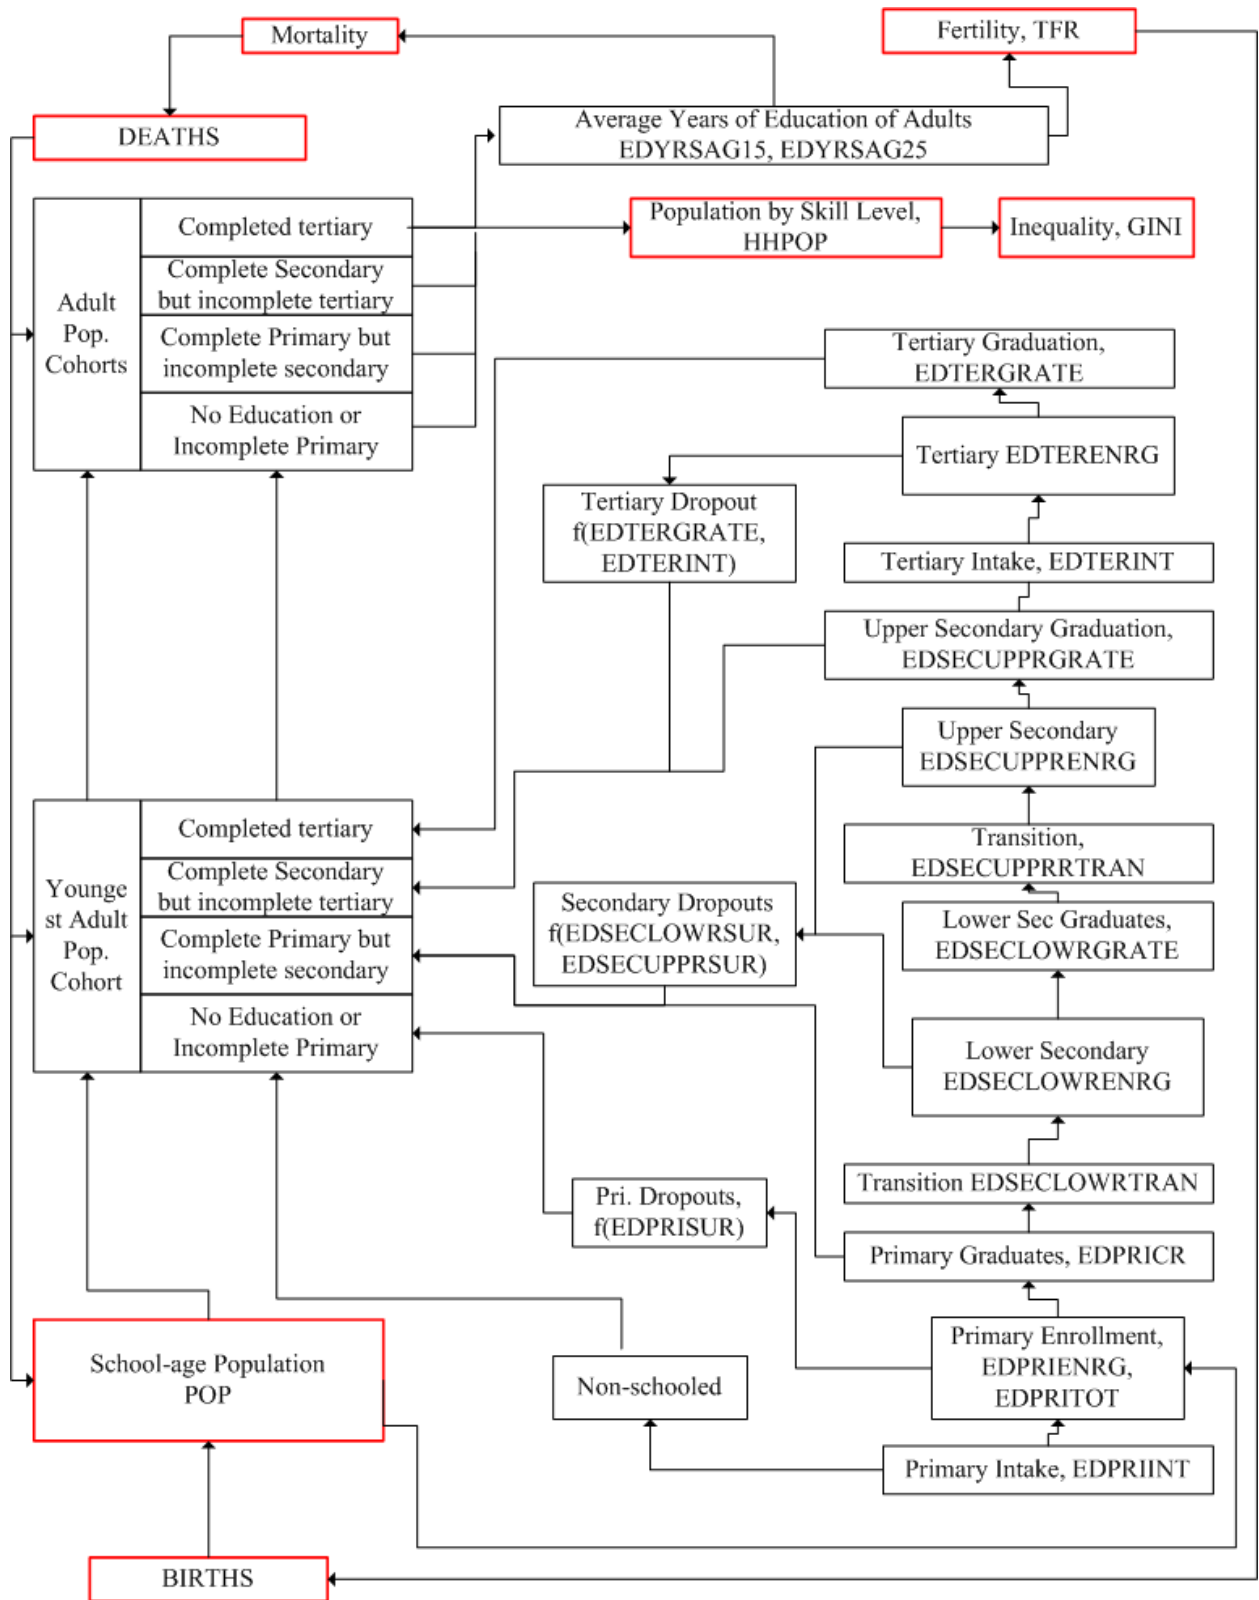 Mortality
Fertility, TFR
DEATHS
Average Years of Education of Adults
EDYRSAG15, EDYRSAG25
Adult
Pop.
Cohorts
Completed tertiary
Complete Secondary
but incomplete tertiary
Complete Primary but
incomplete secondary
No Education or
Incomplete Primary
Population by Skill Level,
HHPOP
Inequality, GINI
Tertiary Graduation,
EDTERGRATE
Tertiary EDTERENRG
Tertiary Dropout
f(EDTERGRATE,
EDTERINT)
Tertiary Intake, EDTERINT
Upper Secondary Graduation,
EDSECUPPRGRATE
Upper Secondary
EDSECUPPRENRG
Transition,
EDSECUPPRRTRAN
Younge
st Adult
Pop.
Cohort
Completed tertiary
Complete Secondary
but incomplete tertiary
Complete Primary but
incomplete secondary
No Education or
Incomplete Primary
Secondary Dropouts
f(EDSECLOWRSUR,
EDSECUPPRSUR)
Lower Sec Graduates,
EDSECLOWRGRATE
Lower Secondary
EDSECLOWRENRG
Transition EDSECLOWRTRAN
Pri. Dropouts,
f(EDPRISUR)
Primary Graduates, EDPRICR
School-age Population
POP
Non-schooled
Primary Enrollment,
EDPRIENRG,
EDPRITOT
Primary Intake, EDPRIINT
BIRTHS